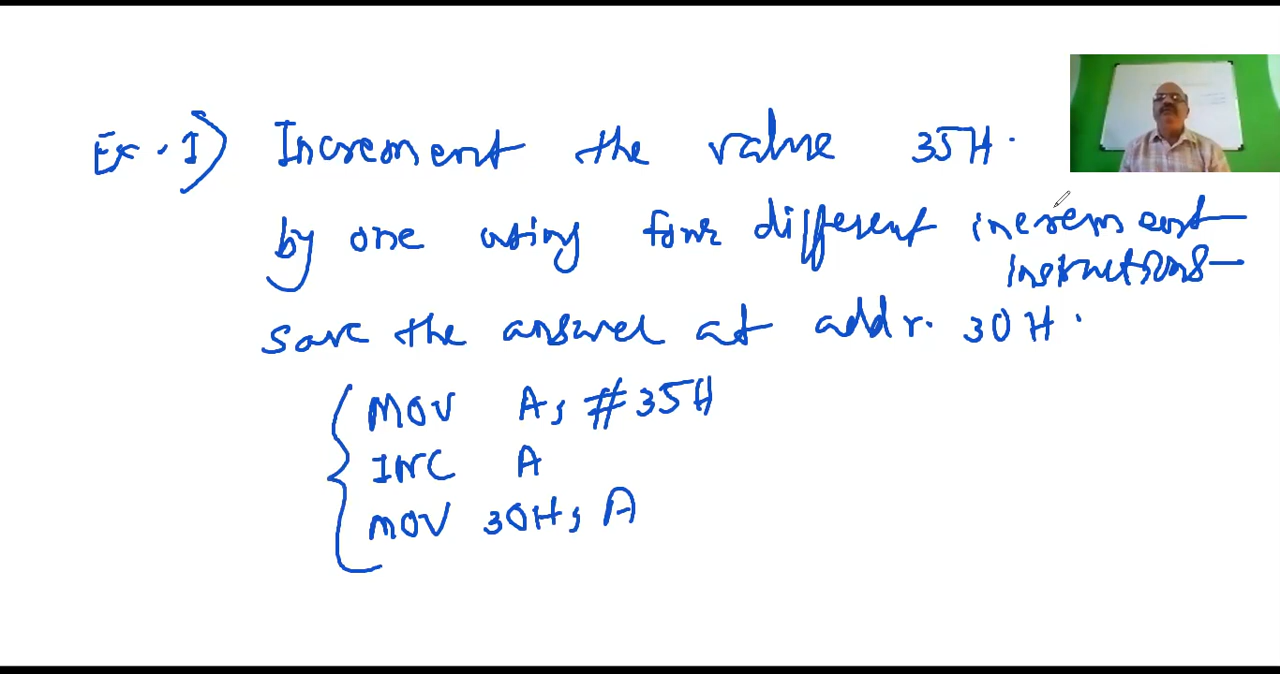 Ex. 1) Increment the value 35H.
by one using four different increment
instructions
save the answer at addr. 30H.
MOV A, #35H
INC A
MOV 30H, A